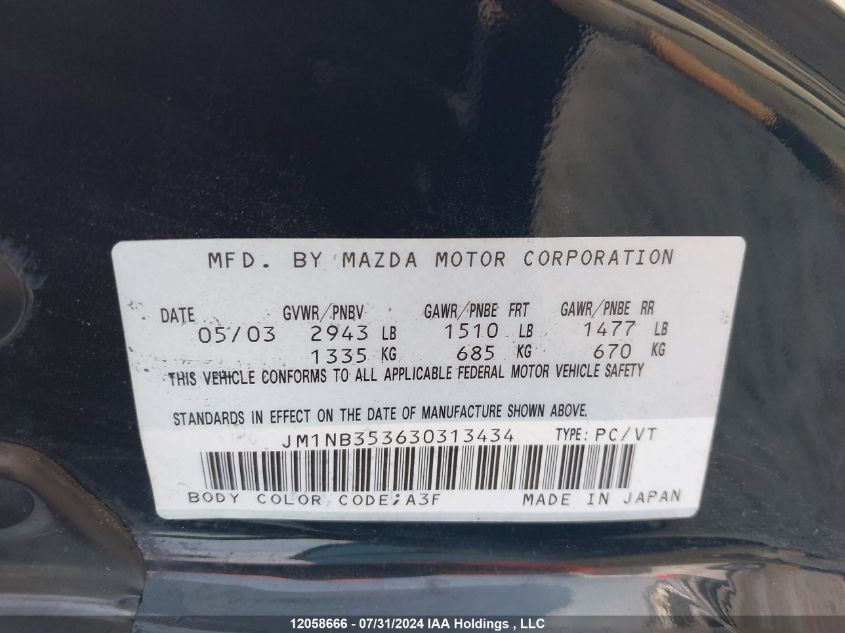 MFD. BY MAZDA MOTOR CORPORATION
DATE GVWR/PNBV GAWR/PNBE FRT GAWR/PNBE RR
05/03 2943 LB 1510 LB 1477 LB
1335 KG 685 KG 670 KG
THIS VEHICLE CONFORMS TO ALL APPLICABLE FEDERAL MOTOR VEHICLE SAFETY
STANDARDS IN EFFECT ON THE DATE OF MANUFACTURE SHOWN ABOVE.
JM1NB353630313434 TYPE: PC/VT
BODY COLOR CODE;A3F MADE IN JAPAN
12058666 - 07/31/2024 IAA Holdings , LLC